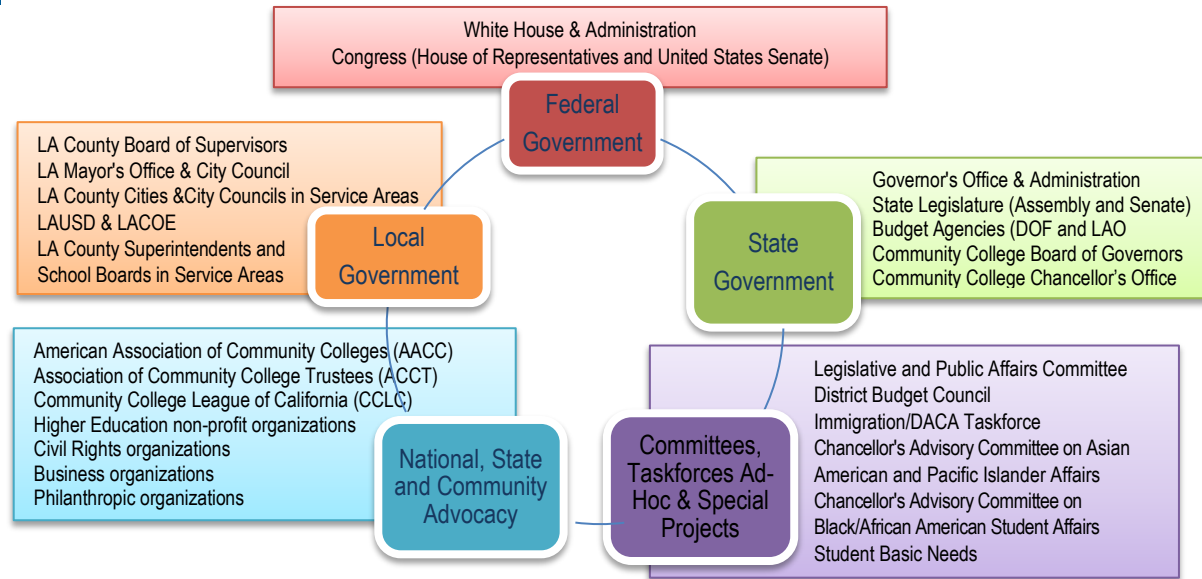 White House & Administration
Congress (House of Representatives and United States Senate)
Federal
Government
LA County Board of Supervisors
LA Mayor's Office & City Council
LA County Cities &City Councils in Service Areas
LAUSD & LACOE
LA County Superintendents and
School Boards in Service Areas
Local
Government
Governor's Office & Administration
State Legislature (Assembly and Senate)
Budget Agencies (DOF and LAO
Community College Board of Governors
Community College Chancellor’s Office
State
Government
American Association of Community Colleges (AACC)
Association of Community College Trustees (ACCT)
Community College League of California (CCLC)
Higher Education non-profit organizations
Civil Rights organizations
Business organizations
Philanthropic organizations
National, State
and Community
Advocacy
Committees,
Taskforces Ad-
Hoc & Special
Projects
Legislative and Public Affairs Committee
District Budget Council
Immigration/DACA Taskforce
Chancellor's Advisory Committee on Asian
American and Pacific Islander Affairs
Chancellor's Advisory Committee on
Black/African American Student Affairs
Student Basic Needs